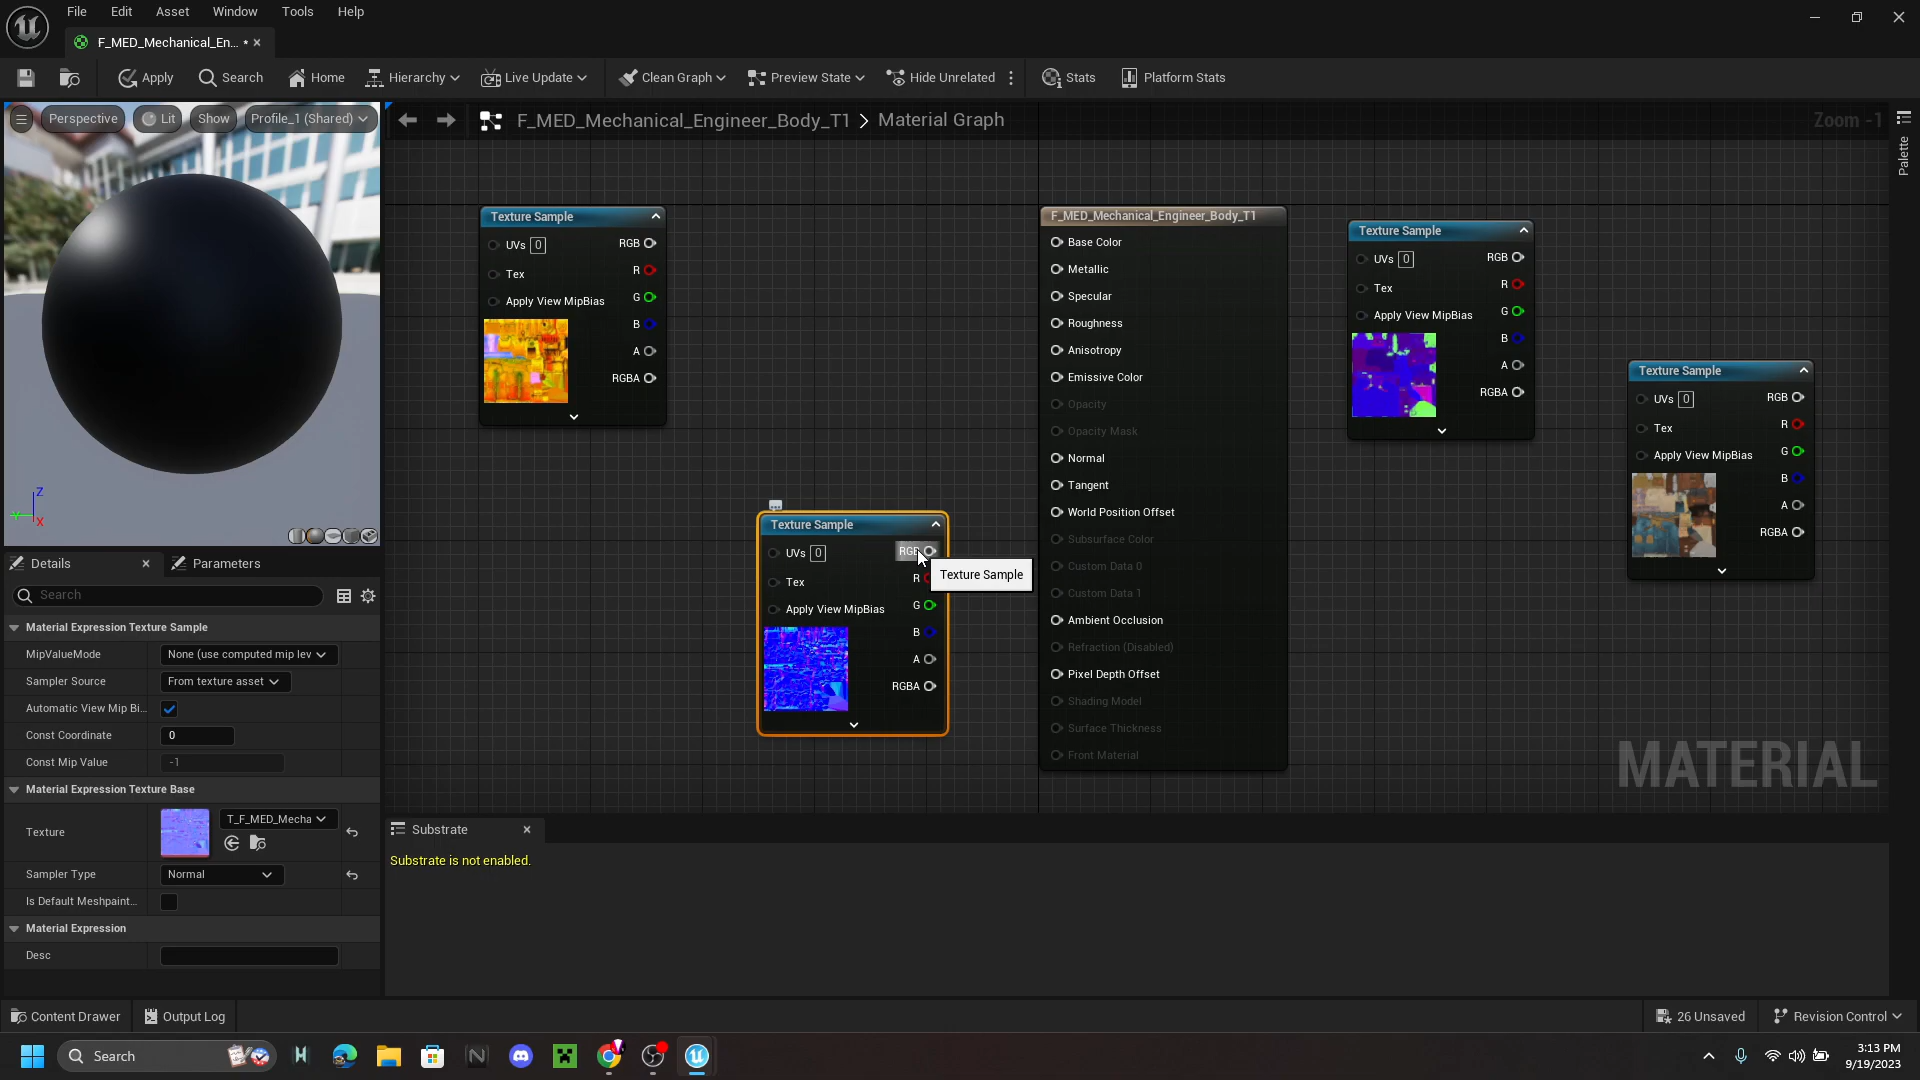 File Edit Asset Window Tools Help
F_MED_Mechanical_En... •
Apply Search Home Hierarchy Live Update Clean Graph Preview State Hide Unrelated Stats Platform Stats
Perspective Lit Show Profile_1 (Shared)
F_MED_Mechanical_Engineer_Body_T1 > Material Graph
Zoom -1
Palette
Texture Sample
UVs 0 RGB
Tex R
Apply View MipBias G
B
A
RGBA
F_MED_Mechanical_Engineer_Body_T1
Base Color
Metallic
Specular
Roughness
Anisotropy
Emissive Color
Opacity
Opacity Mask
Normal
Tangent
World Position Offset
Subsurface Color
Custom Data 0
Custom Data 1
Ambient Occlusion
Refraction (Disabled)
Pixel Depth Offset
Shading Model
Surface Thickness
Front Material
Texture Sample
UVs 0 RGB
Tex R
Apply View MipBias G
B
A
RGBA
Texture Sample
UVs 0 RGB
Tex R
Apply View MipBias G
B
A
RGBA
Texture Sample
UVs 0 RGB
Tex R
Apply View MipBias G
B
A
RGBA
Texture Sample
MATERIAL
Z
Y
X
Details Parameters
Search
Material Expression Texture Sample
MipValueMode None (use computed mip lev
Sampler Source From texture asset
Automatic View Mip Bi...
Const Coordinate 0
Const Mip Value -1
Material Expression Texture Base
Texture T_F_MED_Mecha
Sampler Type Normal
Is Default Meshpaint...
Material Expression
Desc
Substrate
Substrate is not enabled.
Content Drawer Output Log 26 Unsaved Revision Control
Search
3:13 PM
9/19/2023